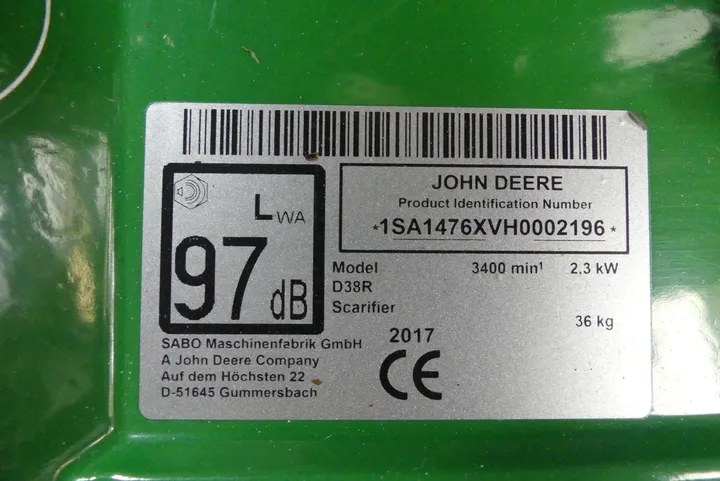 JOHN DEERE
Product Identification Number
*1SA1476XVH0002196*
LWA
97 dB
Model 3400 min¹ 2,3 kW
D38R
Scarifier
36 kg
SABO Maschinenfabrik GmbH
A John Deere Company
Auf dem Höchsten 22
D-51645 Gummersbach
2017
CE